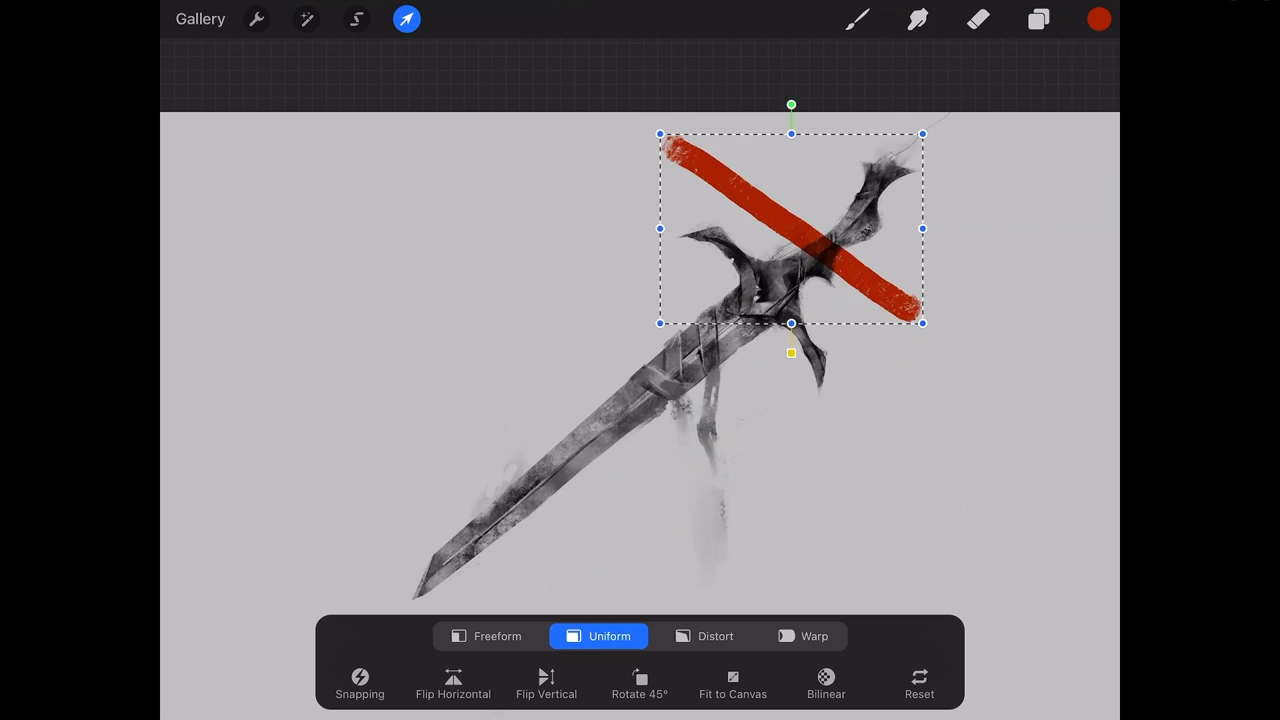 Gallery
Freeform Uniform Distort Warp
Snapping Flip Horizontal Flip Vertical Rotate 45° Fit to Canvas Bilinear Reset